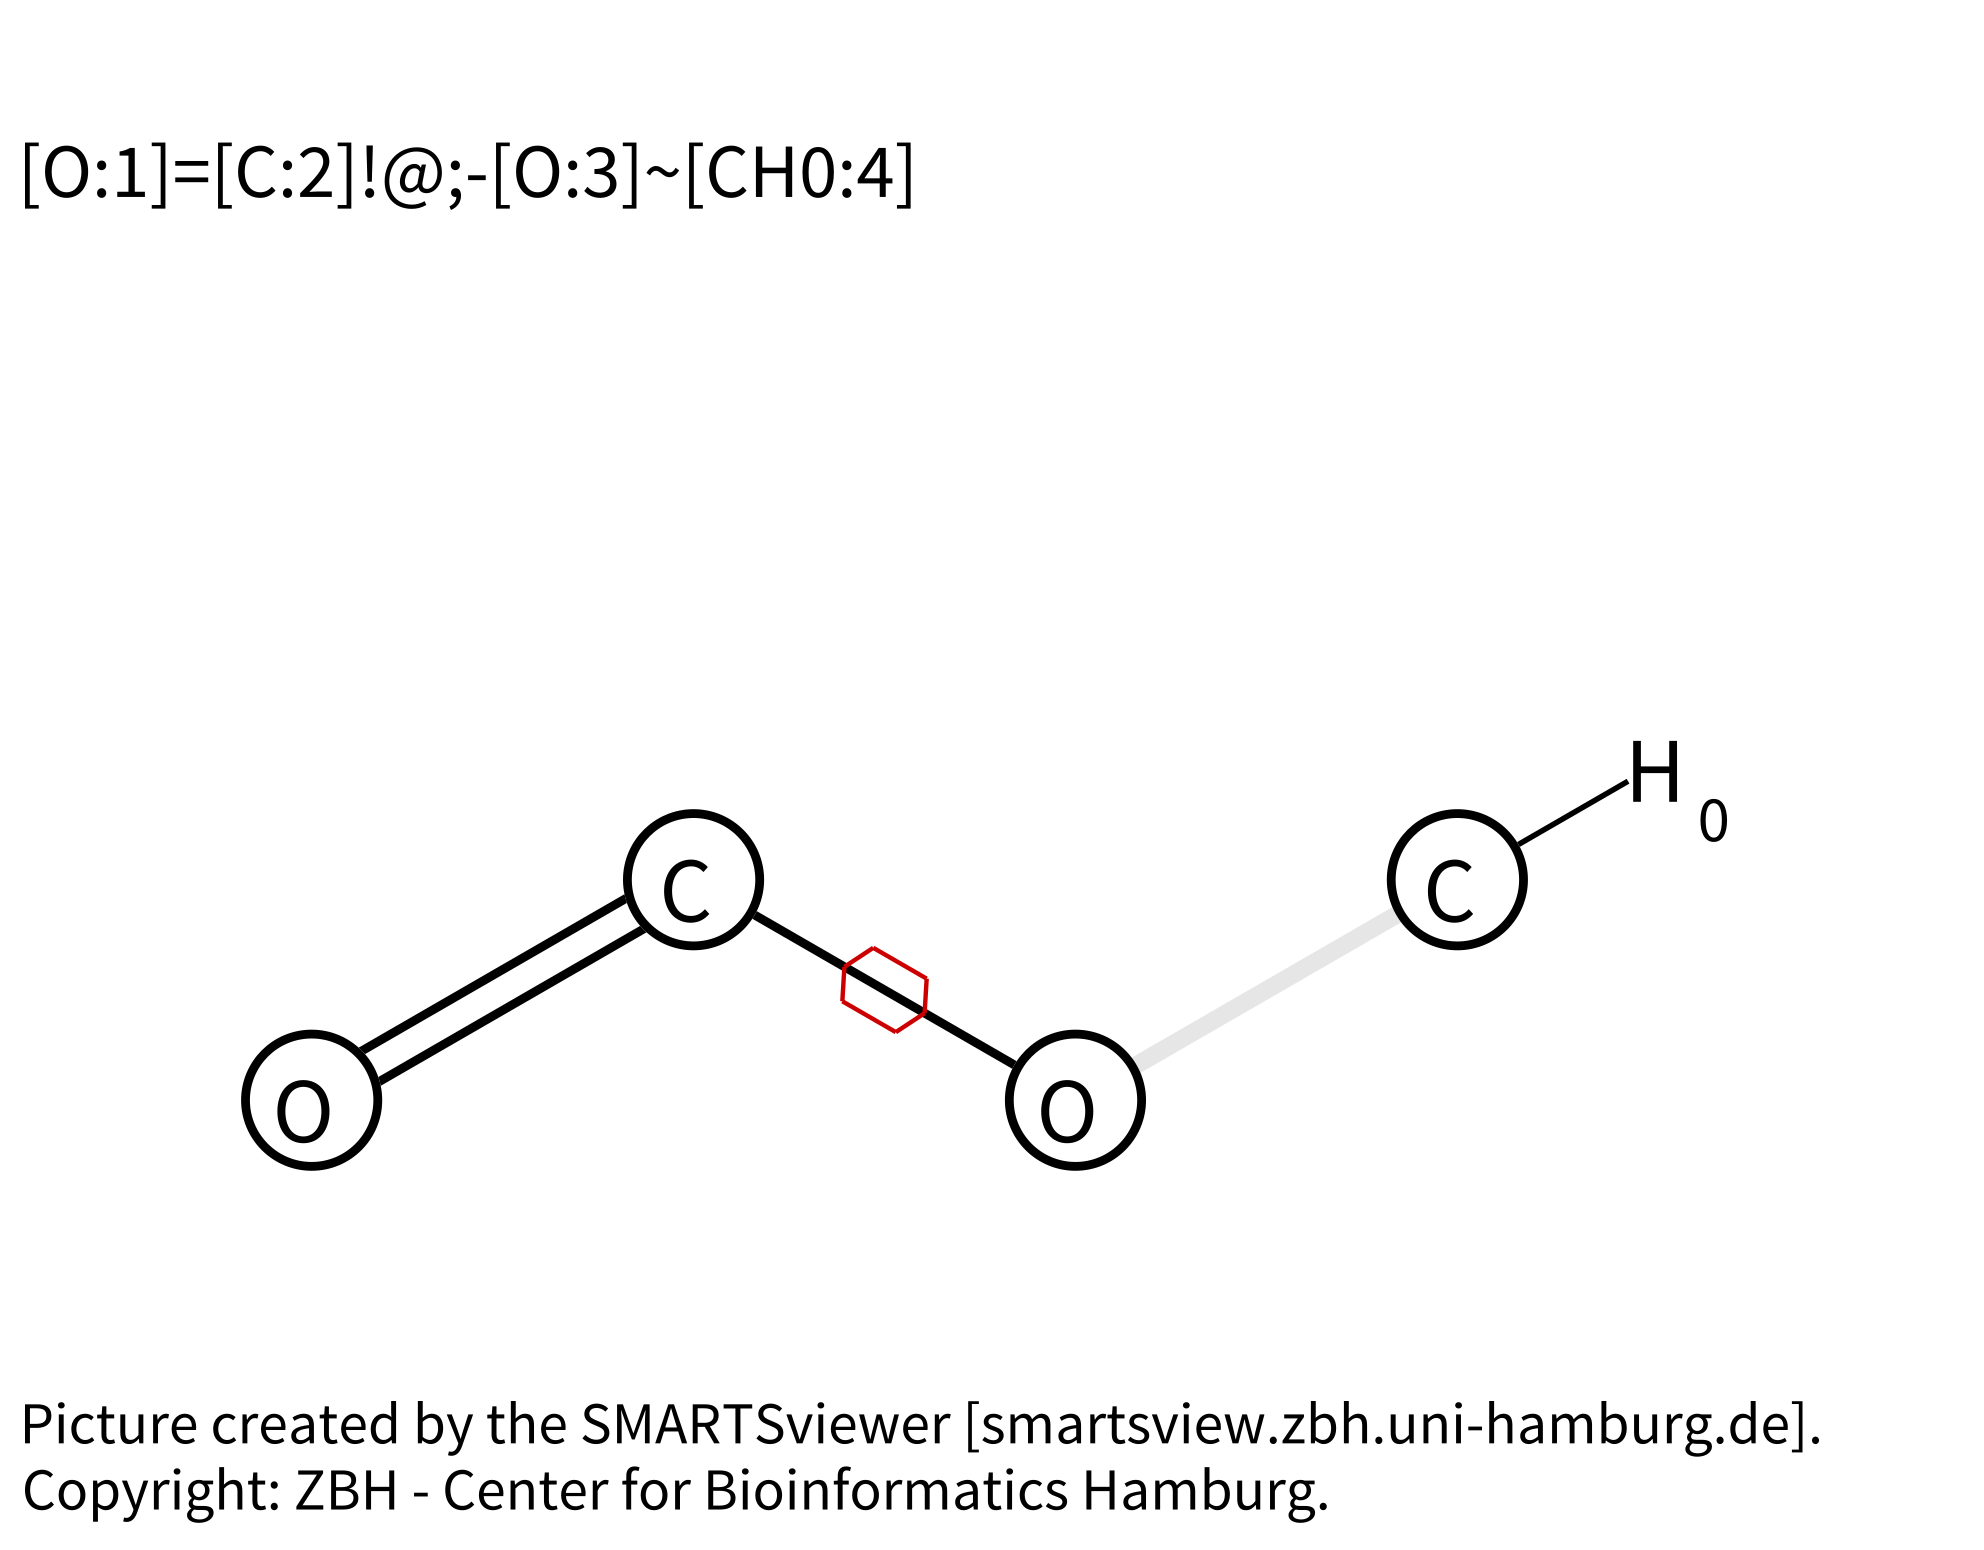 [O:1]=[C:2]!@;-[O:3]~[CH0:4]
H
0
C
C
O
O
Picture created by the SMARTSviewer [smartsview.zbh.uni-hamburg.de].
Copyright: ZBH - Center for Bioinformatics Hamburg.